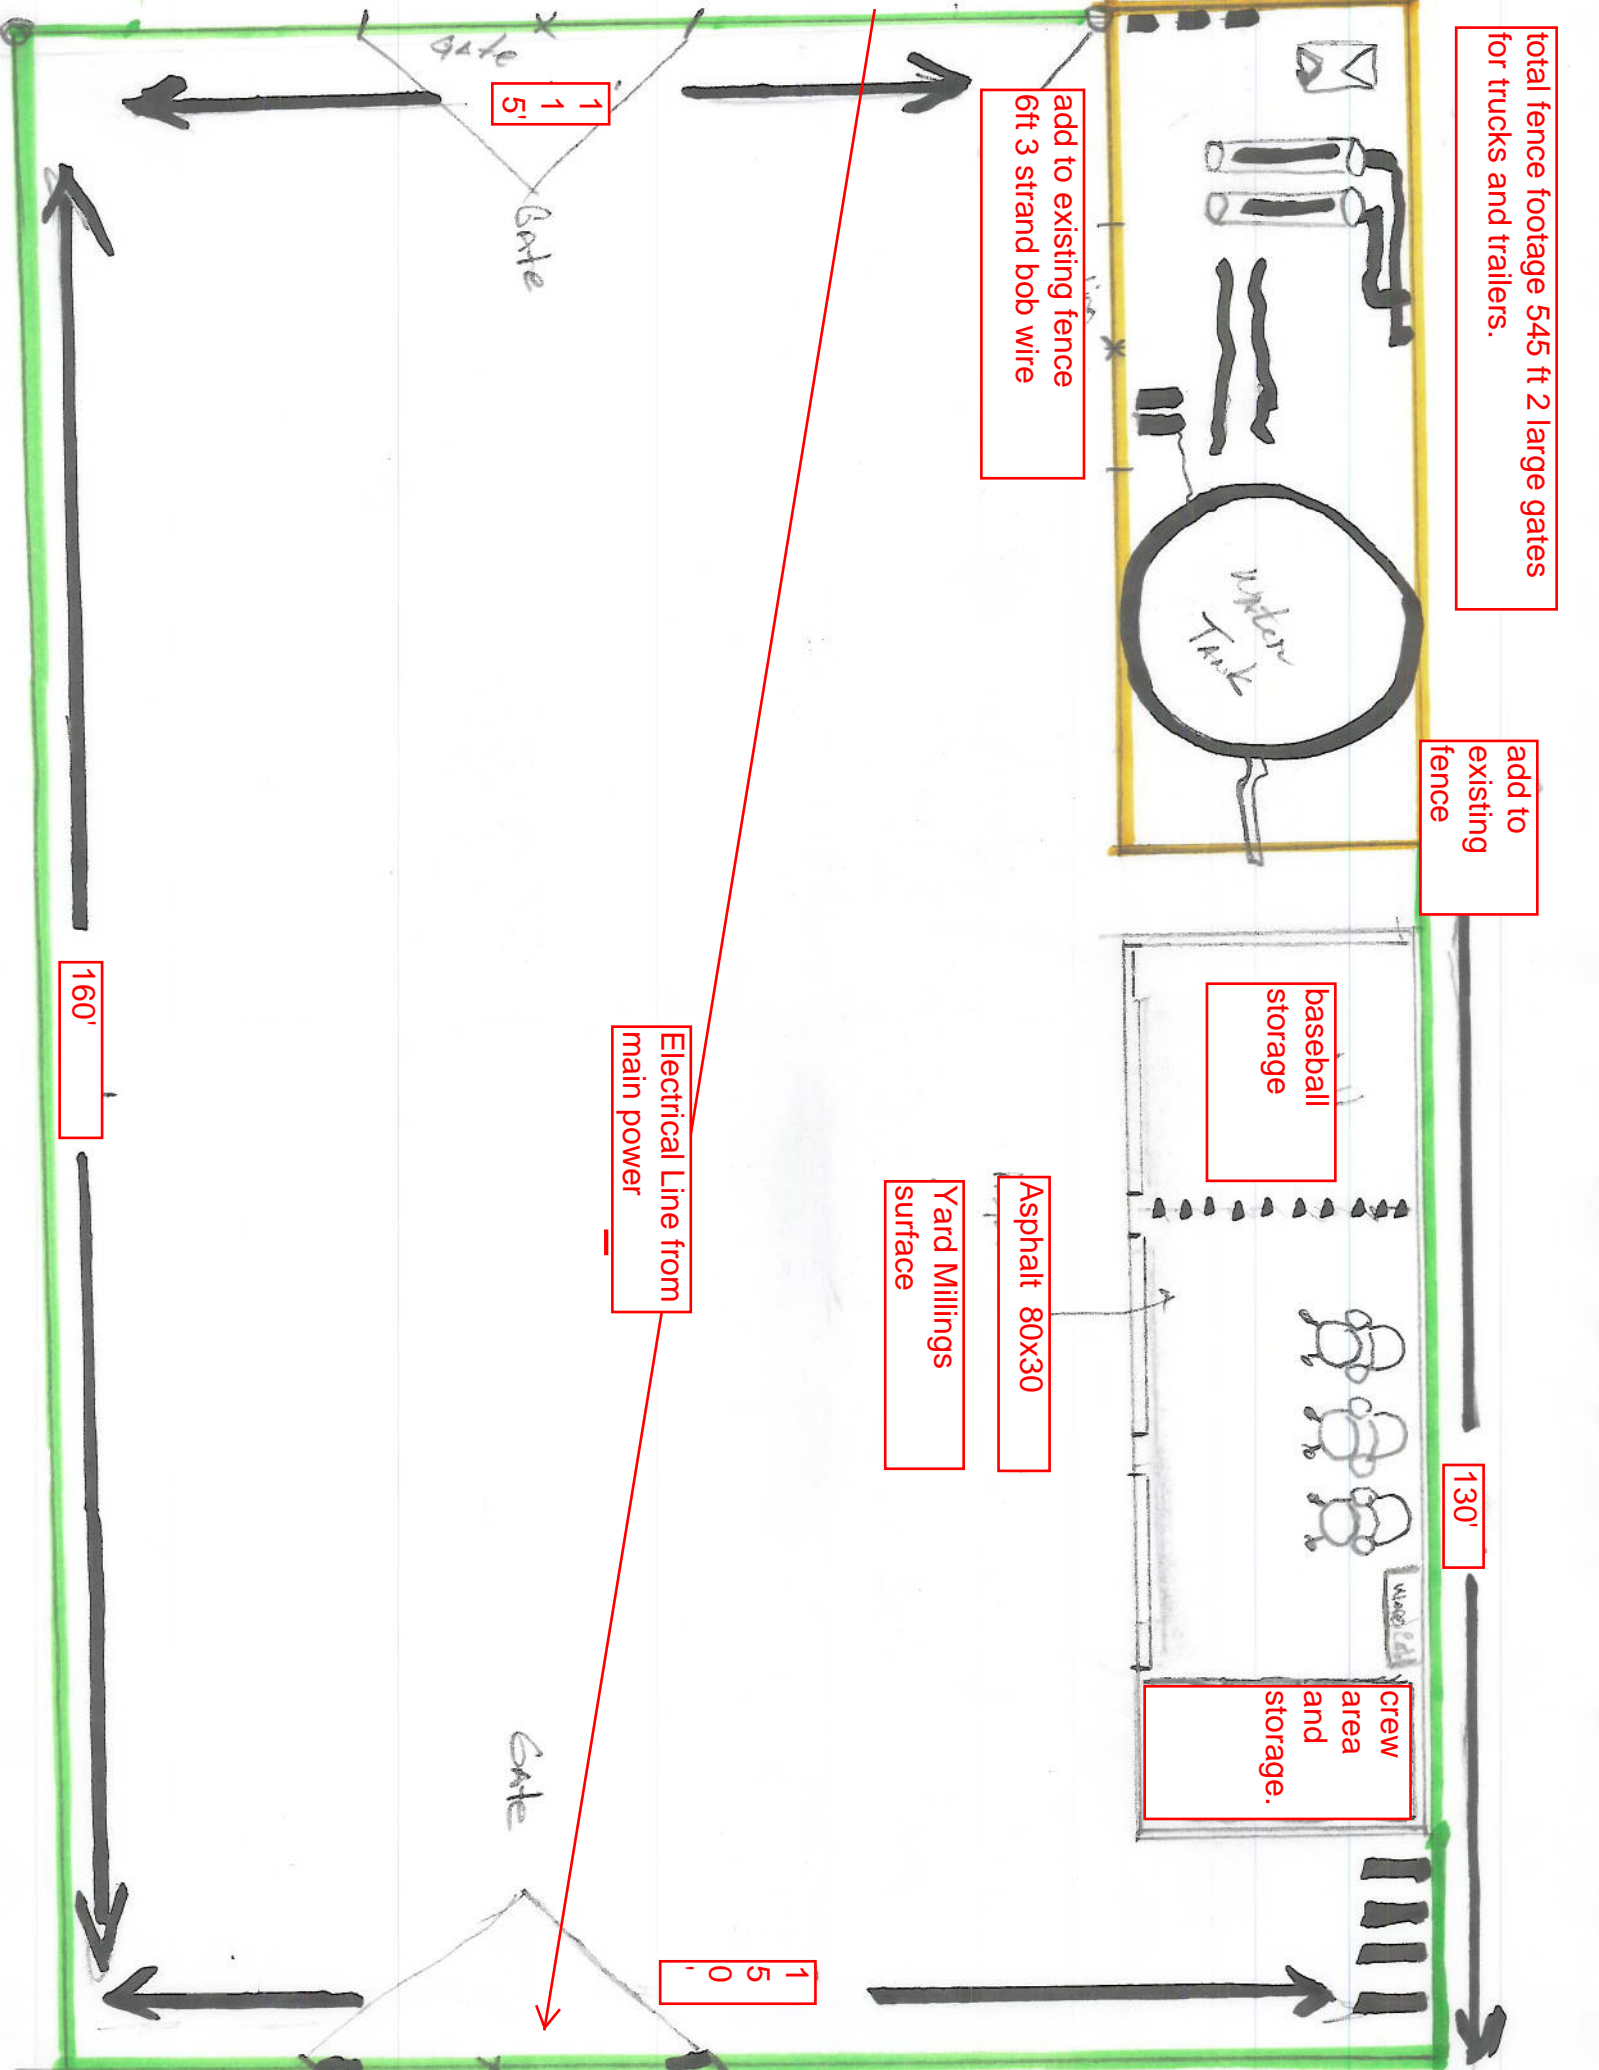 total fence footage 545 ft 2 large gates
for trucks and trailers.
add to
existing
fence
130'
Water
Tank
baseball
storage
crew
area
and
storage.
add to existing fence
6ft 3 strand bob wire
Asphalt 80x30
Yard Millings
surface
Electrical Line from
main power
150'
115'
Gate
Gate
Gate
160'